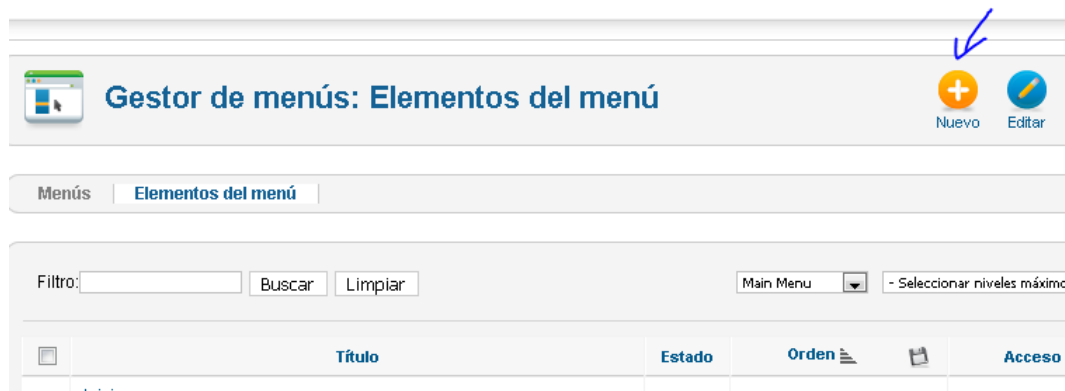 Gestor de menús: Elementos del menú
Nuevo Editar
Menús Elementos del menú
Filtro: Buscar Limpiar Main Menu - Seleccionar niveles máximo
Título Estado Orden Acceso